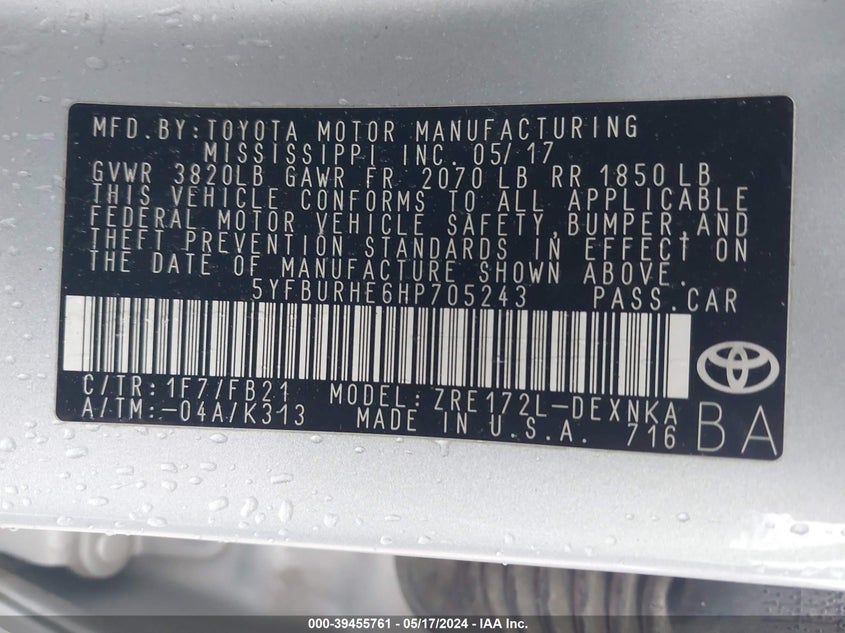 MFD. BY: TOYOTA MOTOR MANUFACTURING
MISSISSIPPI INC. 05/17
GVWR 3820LB GAWR FR 2070 LB RR 1850 LB
THIS VEHICLE CONFORMS TO ALL APPLICABLE
FEDERAL MOTOR VEHICLE SAFETY, BUMPER, AND
THEFT PREVENTION STANDARDS IN EFFECT ON
THE DATE OF MANUFACTURE SHOWN ABOVE.
5YFBURHE6HP705243 PASS. CAR
C/TR: 1F7/FB21 MODEL: ZRE172L-DEXNKA
A/TM: -04A/K313 MADE IN U.S.A. 716
BA
000-39455761 - 05/17/2024 - IAA Inc.